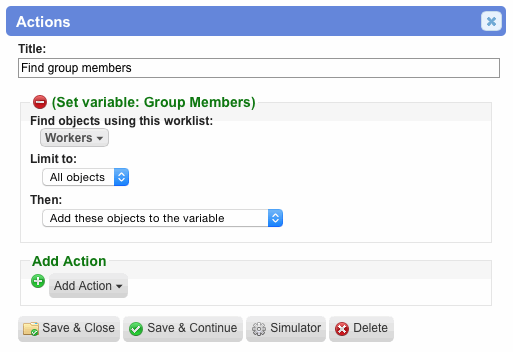 Actions
Title:
Find group members
(Set variable: Group Members)
Find objects using this worklist:
Workers
Limit to:
All objects
Then:
Add these objects to the variable
Add Action
Add Action
Save & Close Save & Continue Simulator Delete